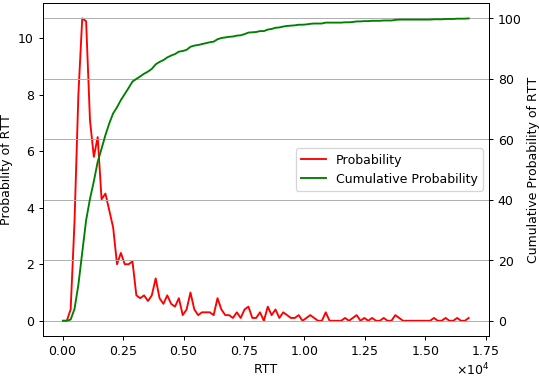 Probability of RTT
10
8
6
4
2
0
100
80
60
40
20
0
Cumulative Probability of RTT
Probability
Cumulative Probability
0.00 0.25 0.50 0.75 1.00 1.25 1.50 1.75
×10⁴
RTT